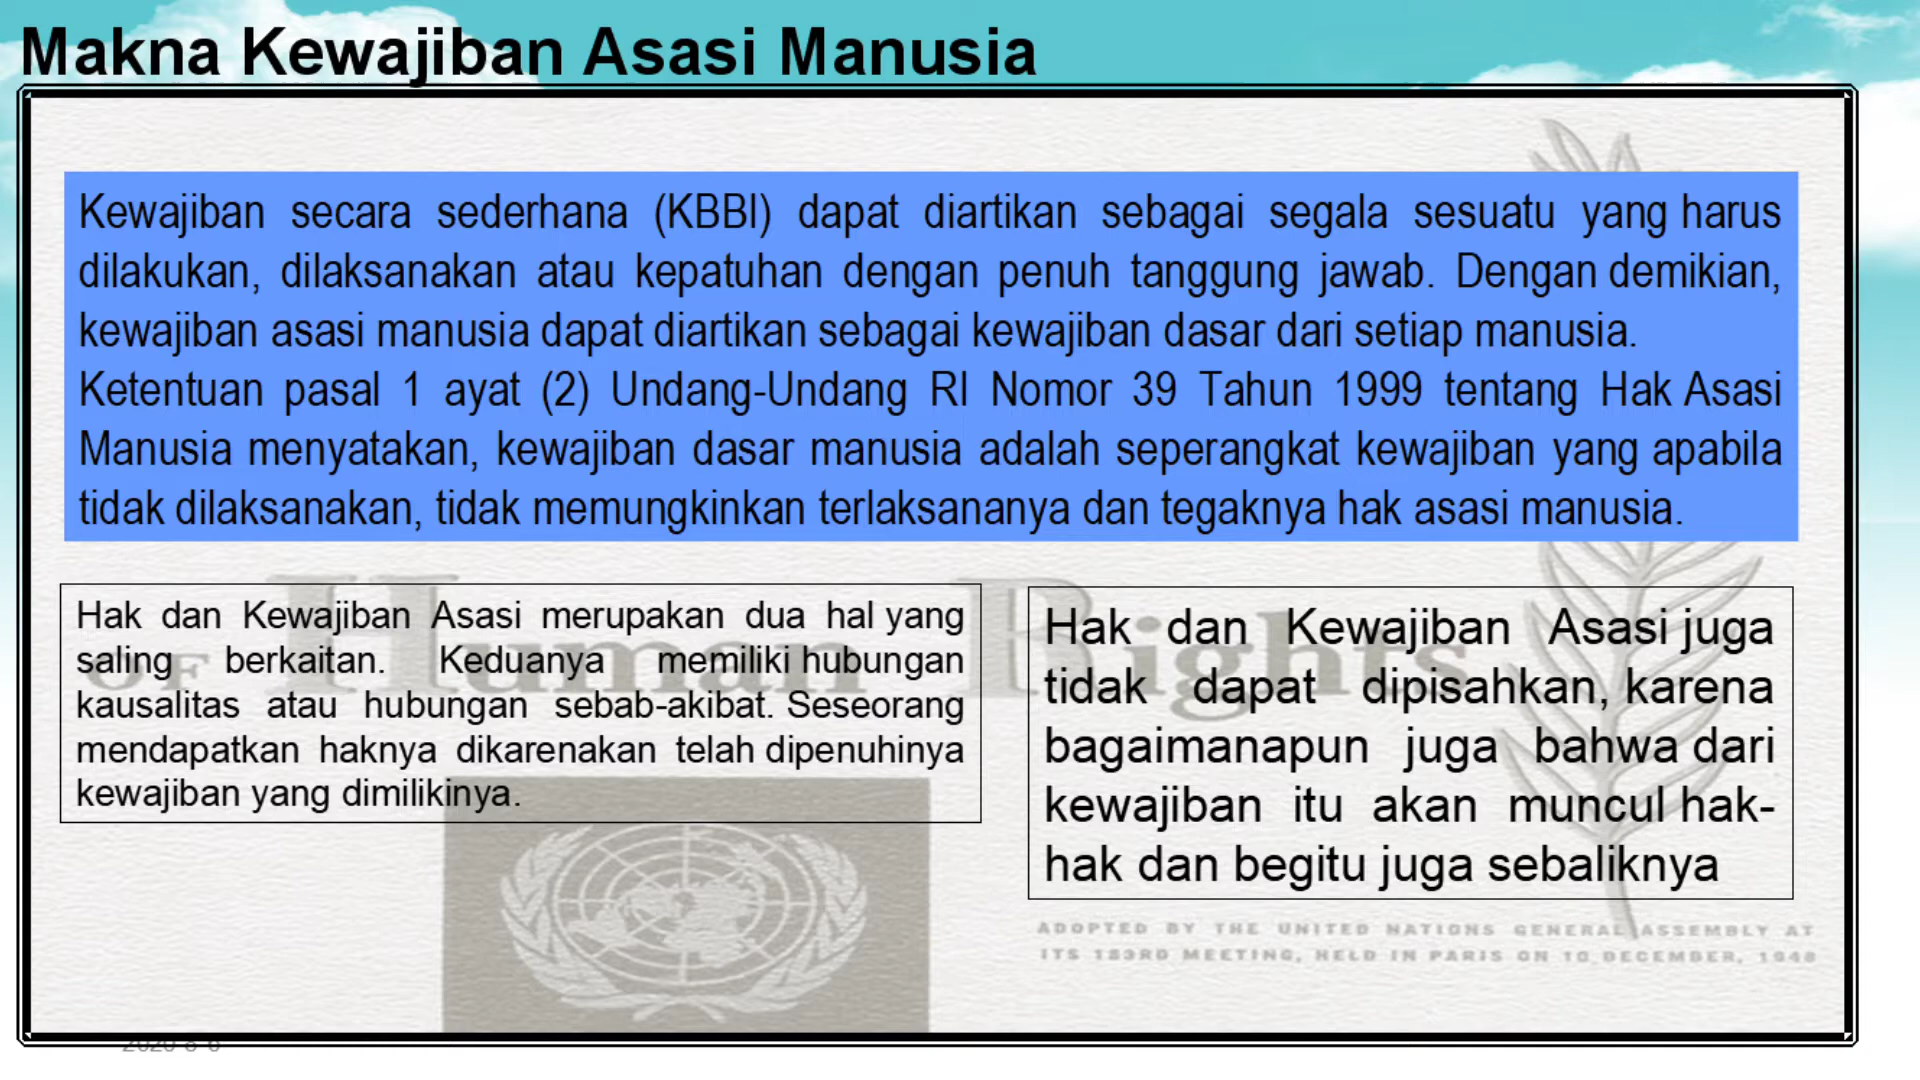 Makna Kewajiban Asasi Manusia
Kewajiban secara sederhana (KBBI) dapat diartikan sebagai segala sesuatu yang harus
dilakukan, dilaksanakan atau kepatuhan dengan penuh tanggung jawab. Dengan demikian,
kewajiban asasi manusia dapat diartikan sebagai kewajiban dasar dari setiap manusia.
Ketentuan pasal 1 ayat (2) Undang-Undang RI Nomor 39 Tahun 1999 tentang Hak Asasi
Manusia menyatakan, kewajiban dasar manusia adalah seperangkat kewajiban yang apabila
tidak dilaksanakan, tidak memungkinkan terlaksananya dan tegaknya hak asasi manusia.
Hak dan Kewajiban Asasi merupakan dua hal yang
saling berkaitan. Keduanya memiliki hubungan
kausalitas atau hubungan sebab-akibat. Seseorang
mendapatkan haknya dikarenakan telah dipenuhinya
kewajiban yang dimilikinya.
Hak dan Kewajiban Asasi juga
tidak dapat dipisahkan, karena
bagaimanapun juga bahwa dari
kewajiban itu akan muncul hak-
hak dan begitu juga sebaliknya
OF Human Rights
ADOPTED BY THE UNITED NATIONS GENERAL ASSEMBLY AT
ITS 183RD MEETING, HELD IN PARIS ON 10 DECEMBER, 1948